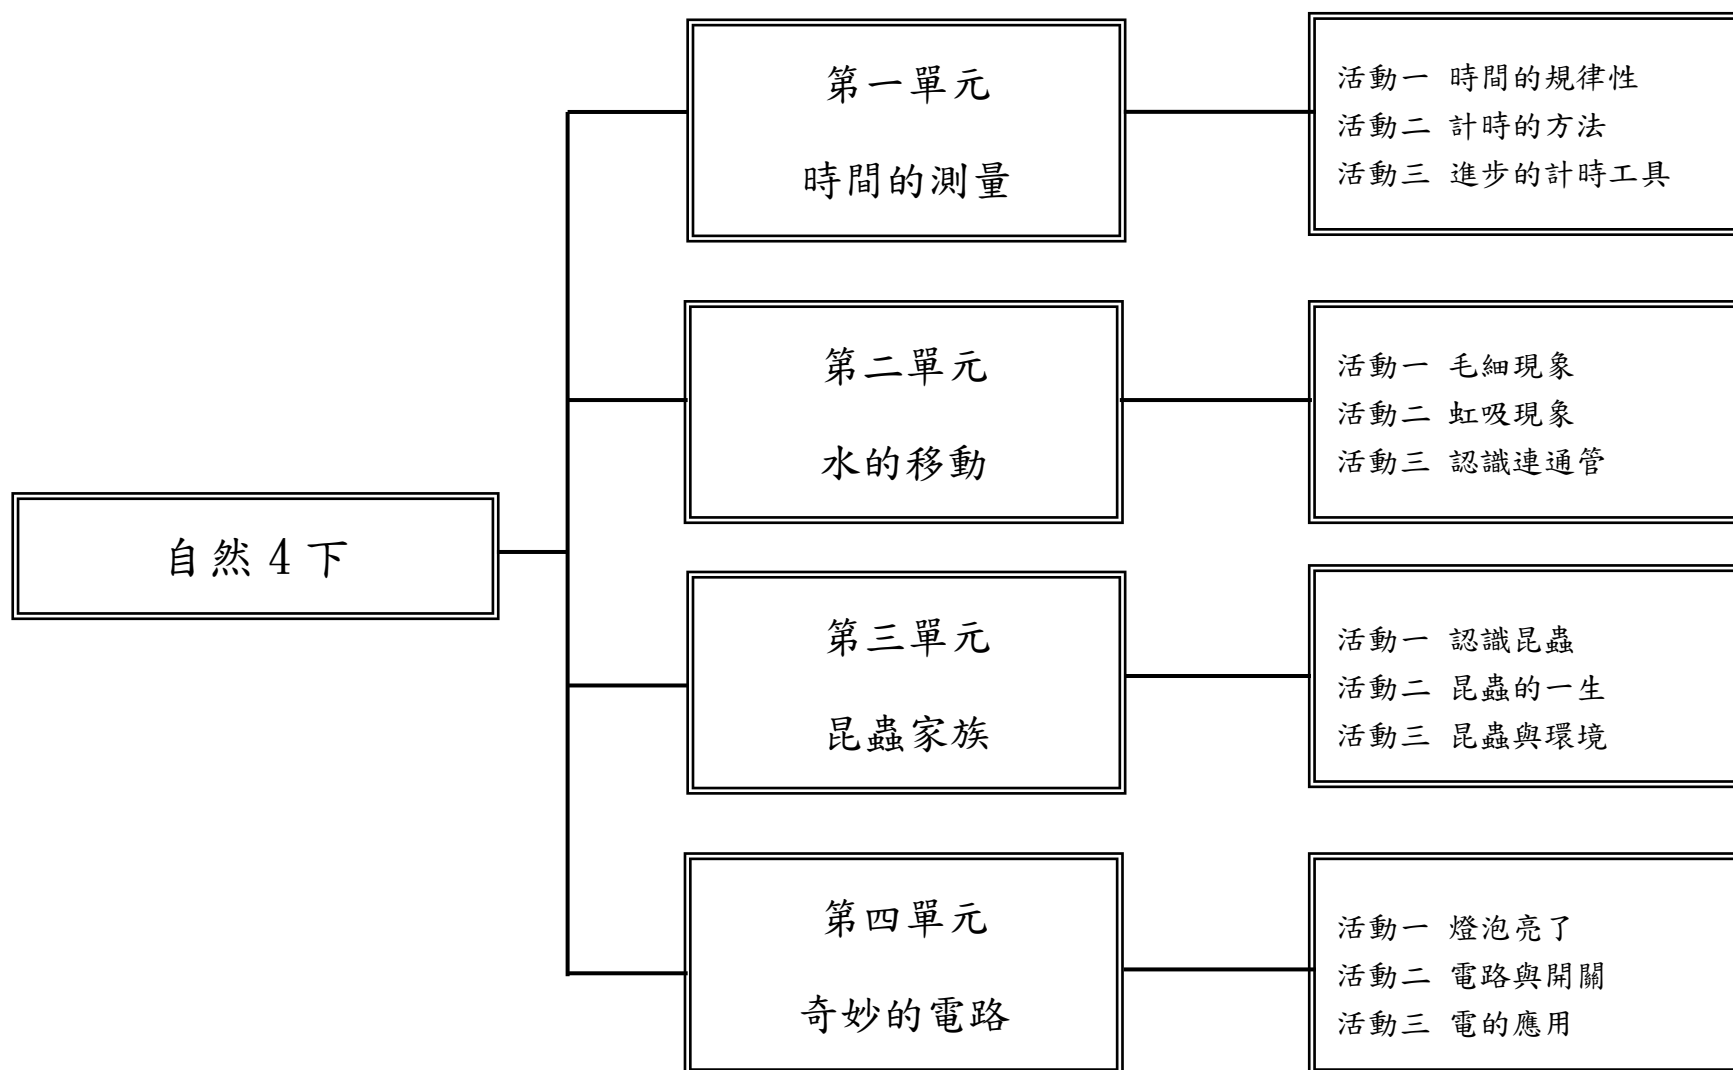 自然 4 下
第一單元
時間的測量
活動一 時間的規律性
活動二 計時的方法
活動三 進步的計時工具
第二單元
水的移動
活動一 毛細現象
活動二 虹吸現象
活動三 認識連通管
第三單元
昆蟲家族
活動一 認識昆蟲
活動二 昆蟲的一生
活動三 昆蟲與環境
第四單元
奇妙的電路
活動一 燈泡亮了
活動二 電路與開關
活動三 電的應用